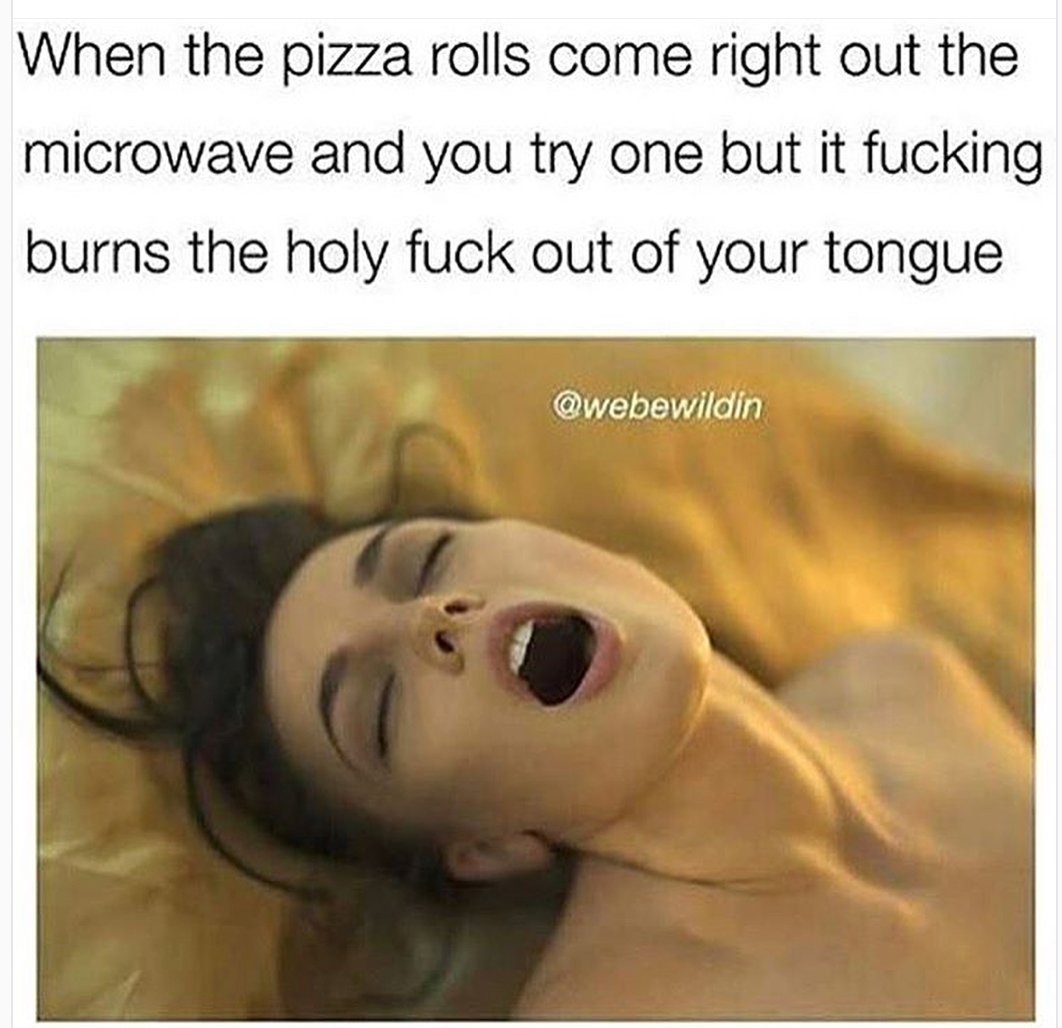 When the pizza rolls come right out the
microwave and you try one but it fucking
burns the holy fuck out of your tongue
@webewildin